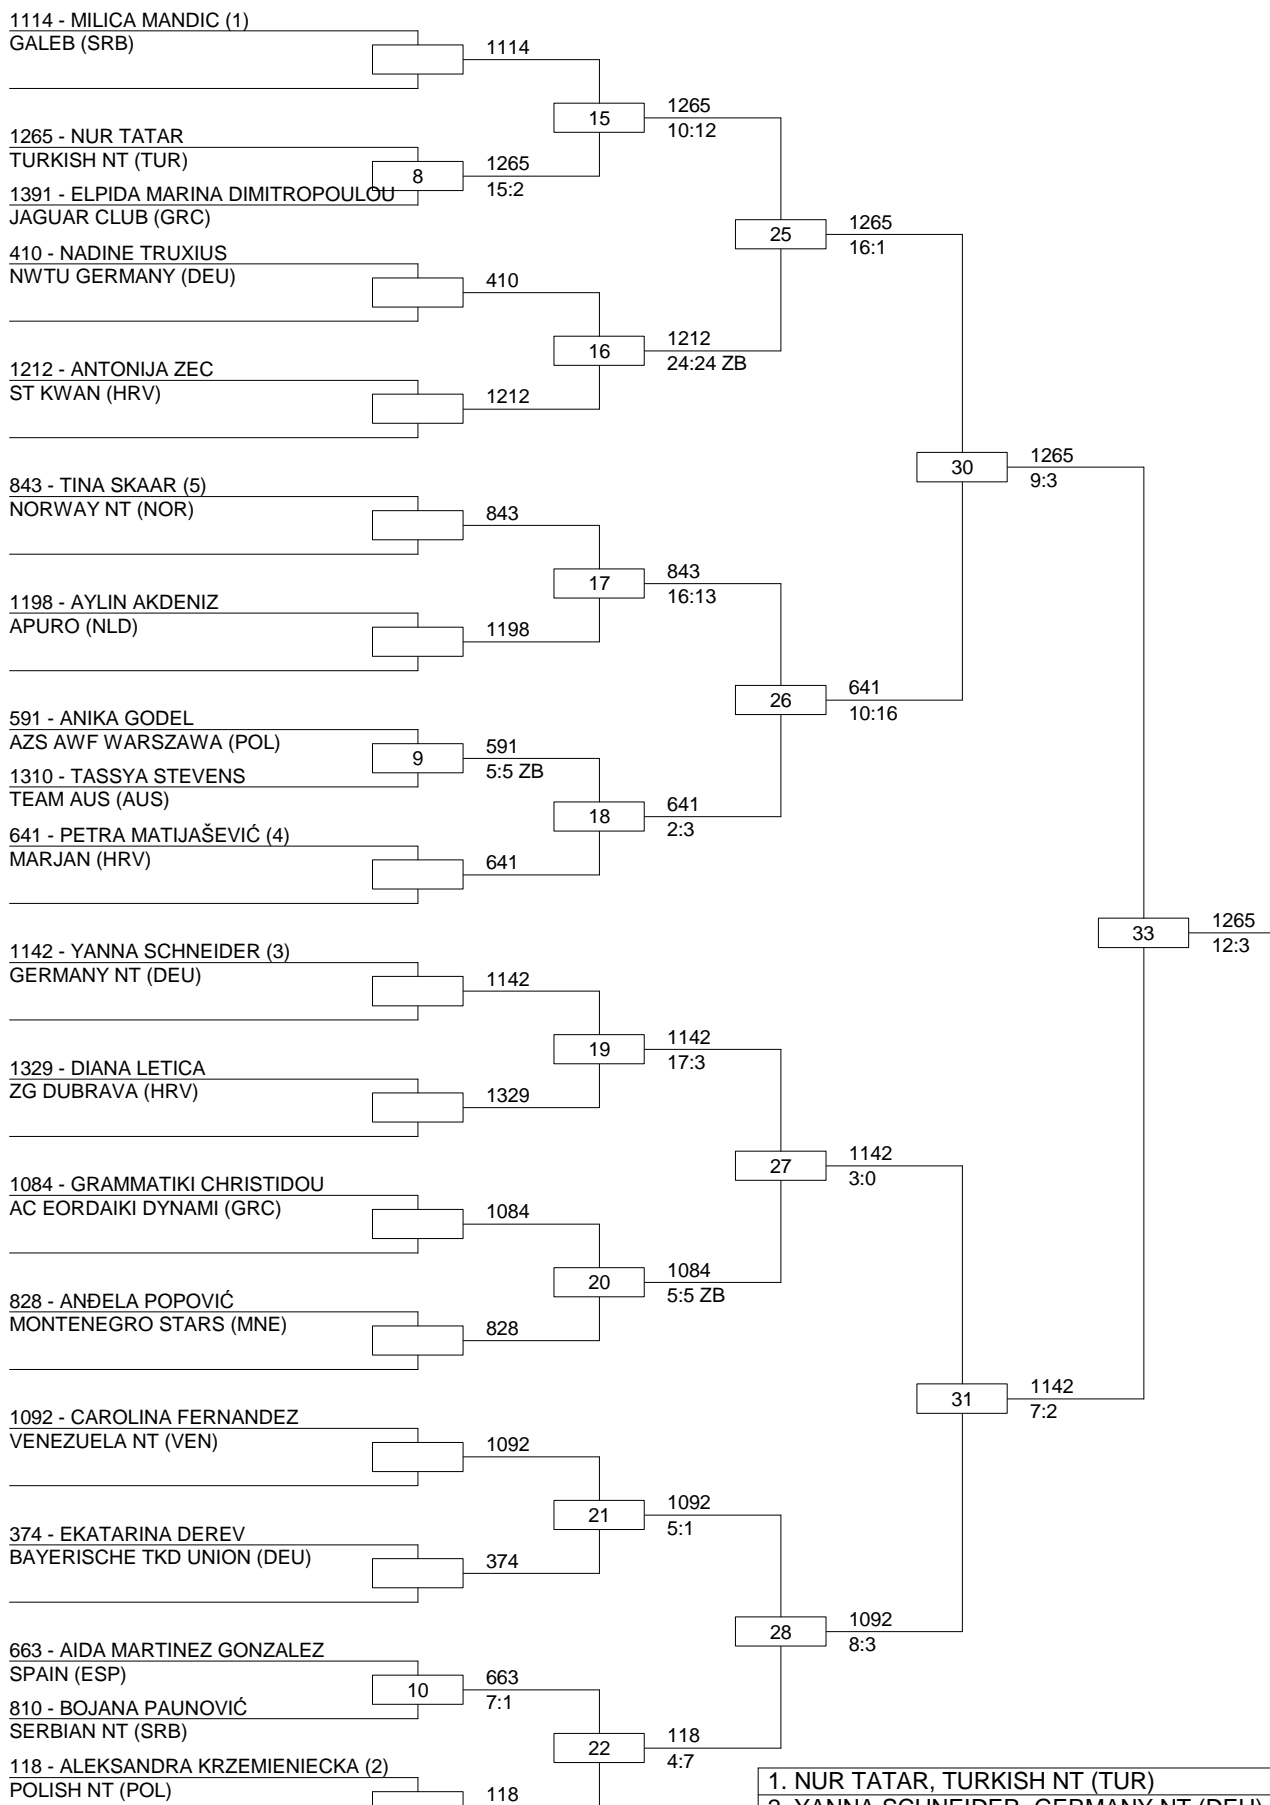 1114 - MILICA MANDIC (1)
GALEB (SRB)
1114
15
1265
10:12
1265 - NUR TATAR
TURKISH NT (TUR)
8
1265
15:2
1391 - ELPIDA MARINA DIMITROPOULOU
JAGUAR CLUB (GRC)
25
1265
16:1
410 - NADINE TRUXIUS
NWTU GERMANY (DEU)
410
16
1212
24:24 ZB
1212 - ANTONIJA ZEC
ST KWAN (HRV)
1212
30
1265
9:3
843 - TINA SKAAR (5)
NORWAY NT (NOR)
843
17
843
16:13
1198 - AYLIN AKDENIZ
APURO (NLD)
1198
26
641
10:16
591 - ANIKA GODEL
AZS AWF WARSZAWA (POL)
9
591
5:5 ZB
1310 - TASSYA STEVENS
TEAM AUS (AUS)
18
641
2:3
641 - PETRA MATIJAŠEVIĆ (4)
MARJAN (HRV)
641
33
1265
12:3
1142 - YANNA SCHNEIDER (3)
GERMANY NT (DEU)
1142
19
1142
17:3
1329 - DIANA LETICA
ZG DUBRAVA (HRV)
1329
27
1142
3:0
1084 - GRAMMATIKI CHRISTIDOU
AC EORDAIKI DYNAMI (GRC)
1084
20
1084
5:5 ZB
828 - ANĐELA POPOVIĆ
MONTENEGRO STARS (MNE)
828
31
1142
7:2
1092 - CAROLINA FERNANDEZ
VENEZUELA NT (VEN)
1092
21
1092
5:1
374 - EKATARINA DEREV
BAYERISCHE TKD UNION (DEU)
374
28
1092
8:3
663 - AIDA MARTINEZ GONZALEZ
SPAIN (ESP)
10
663
7:1
810 - BOJANA PAUNOVIĆ
SERBIAN NT (SRB)
22
118
4:7
118 - ALEKSANDRA KRZEMIENIECKA (2)
POLISH NT (POL)
118
1. NUR TATAR, TURKISH NT (TUR)
2. YANNA SCHNEIDER, GERMANY NT (DEU)